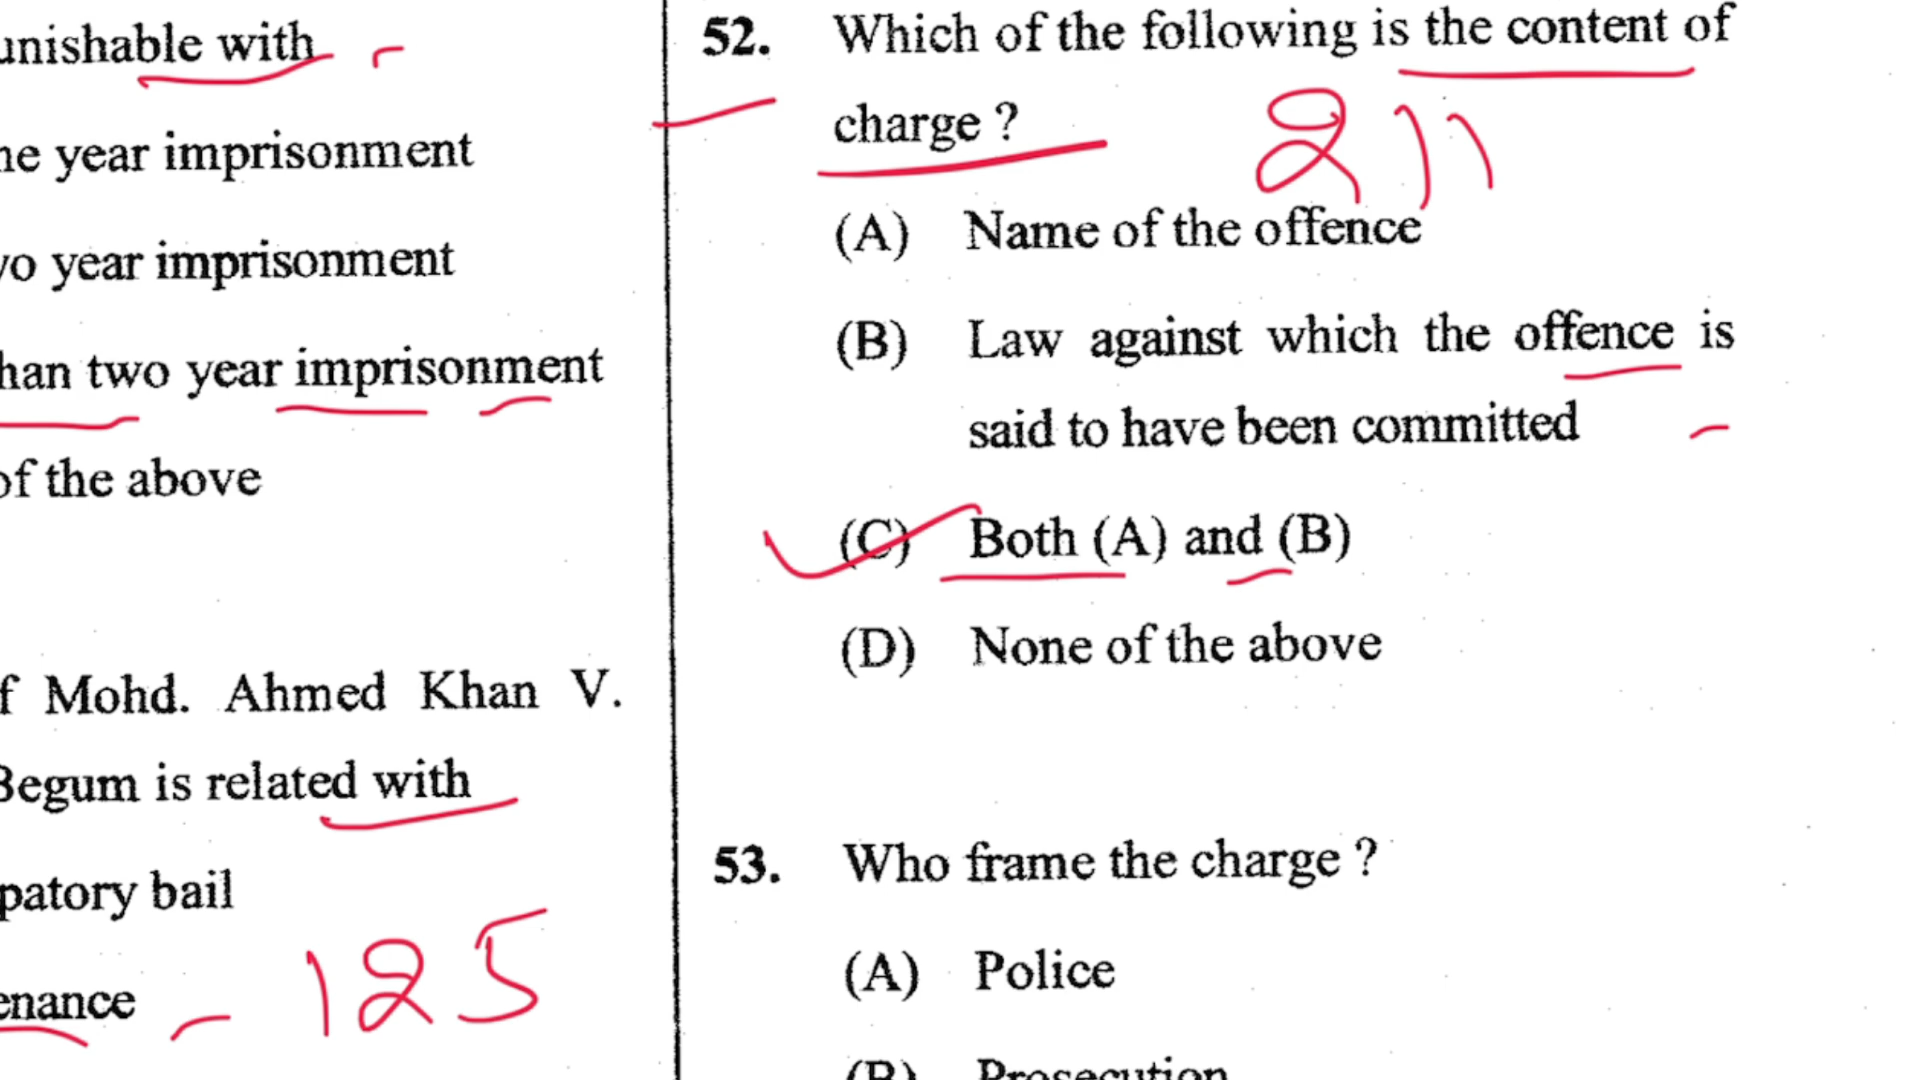 unishable with
ne year imprisonment
wo year imprisonment
han two year imprisonment
of the above
f Mohd. Ahmed Khan V.
Begum is related with
patory bail
enance - 125
52. Which of the following is the content of
charge ? 211
(A) Name of the offence
(B) Law against which the offence is
said to have been committed
(C) Both (A) and (B)
(D) None of the above
53. Who frame the charge ?
(A) Police
(B) Prosecution